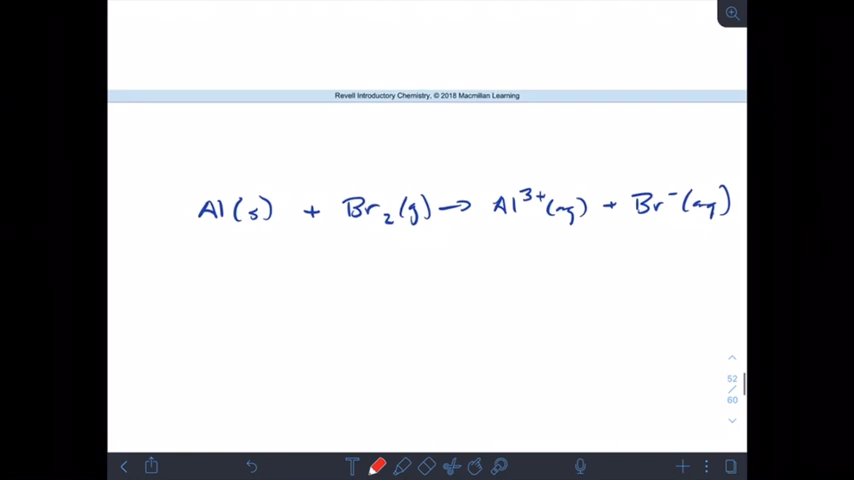 Revell Introductory Chemistry, © 2018 Macmillan Learning
Al(s) + Br₂(g) → Al³⁺(aq) + Br⁻(aq)
52
/
60
T